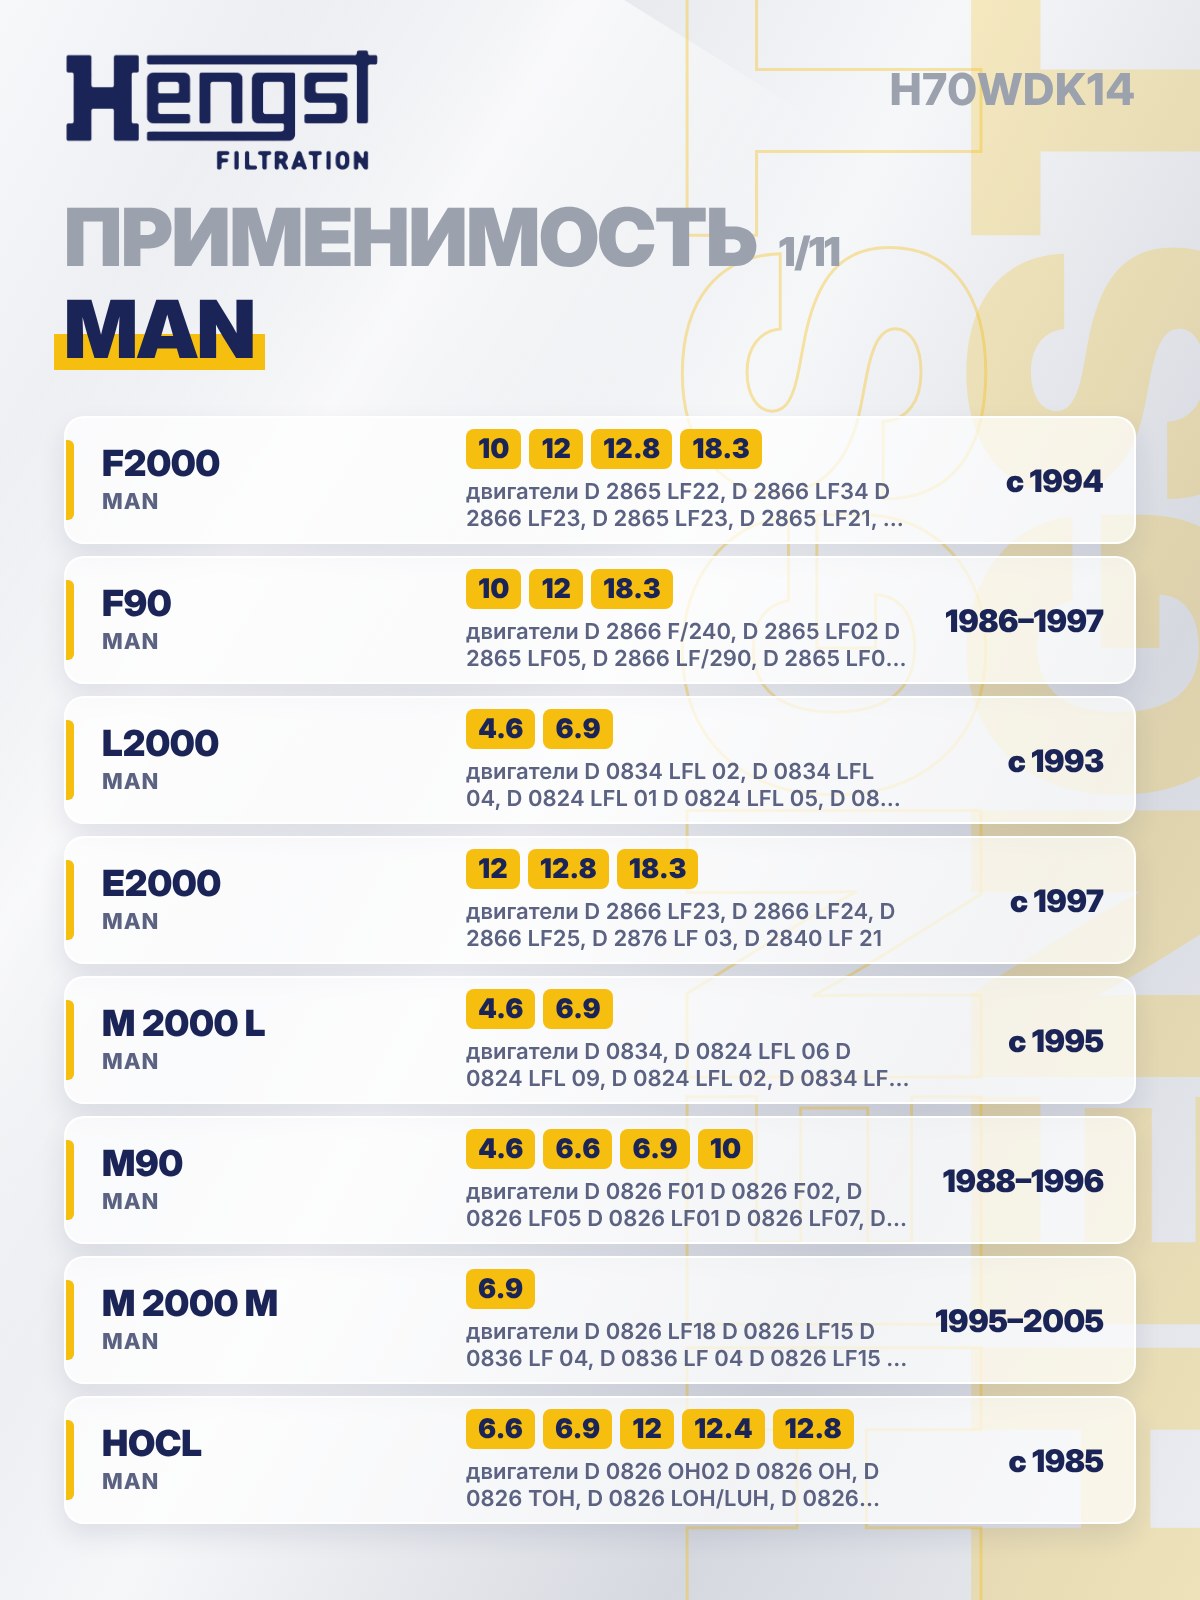 Hengst
FILTRATION
H70WDK14
ПРИМЕНИМОСТЬ 1/11
MAN
F2000
MAN
10 12 12.8 18.3
двигатели D 2865 LF22, D 2866 LF34 D
2866 LF23, D 2865 LF23, D 2865 LF21, ...
с 1994
F90
MAN
10 12 18.3
двигатели D 2866 F/240, D 2865 LF02 D
2865 LF05, D 2866 LF/290, D 2865 LF0...
1986–1997
L2000
MAN
4.6 6.9
двигатели D 0834 LFL 02, D 0834 LFL
04, D 0824 LFL 01 D 0824 LFL 05, D 08...
с 1993
E2000
MAN
12 12.8 18.3
двигатели D 2866 LF23, D 2866 LF24, D
2866 LF25, D 2876 LF 03, D 2840 LF 21
с 1997
M 2000 L
MAN
4.6 6.9
двигатели D 0834, D 0824 LFL 06 D
0824 LFL 09, D 0824 LFL 02, D 0834 LF...
с 1995
M90
MAN
4.6 6.6 6.9 10
двигатели D 0826 F01 D 0826 F02, D
0826 LF05 D 0826 LF01 D 0826 LF07, D...
1988–1996
M 2000 M
MAN
6.9
двигатели D 0826 LF18 D 0826 LF15 D
0836 LF 04, D 0836 LF 04 D 0826 LF15 ...
1995–2005
HOCL
MAN
6.6 6.9 12 12.4 12.8
двигатели D 0826 OH02 D 0826 OH, D
0826 TOH, D 0826 LOH/LUH, D 0826...
с 1985
HENGST